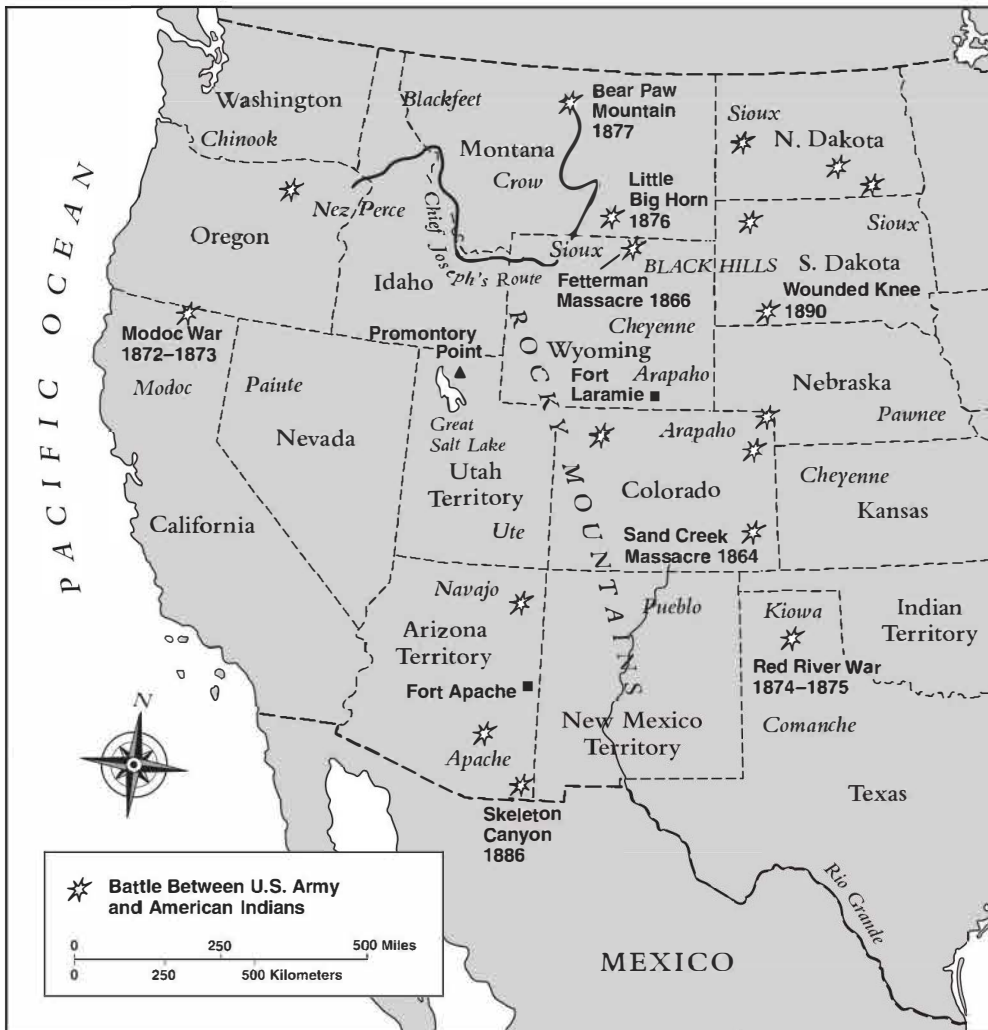 Washington
Chinook
Blackfeet
Bear Paw
Mountain
1877
Sioux
N. Dakota
Montana
Crow
Little
Big Horn
1876
Nez Perce
Chief Joseph's Route
Oregon
Idaho
Sioux
BLACK HILLS
Sioux
S. Dakota
Fetterman
Massacre 1866
Wounded Knee
1890
Cheyenne
PACIFIC OCEAN
Modoc War
1872–1873
Modoc
Promontory
Point
ROCKY MOUNTAINS
Wyoming
Fort
Laramie
Arapaho
Nebraska
Pawnee
Paiute
Nevada
Great
Salt Lake
Arapaho
Utah
Territory
Ute
Colorado
Cheyenne
Kansas
California
Sand Creek
Massacre 1864
Navajo
Arizona
Territory
Pueblo
Kiowa
Indian
Territory
Fort Apache
Red River War
1874–1875
N
Apache
New Mexico
Territory
Comanche
Texas
Skeleton
Canyon
1886
Rio Grande
MEXICO
Battle Between U.S. Army
and American Indians
0 250 500 Miles
0 250 500 Kilometers